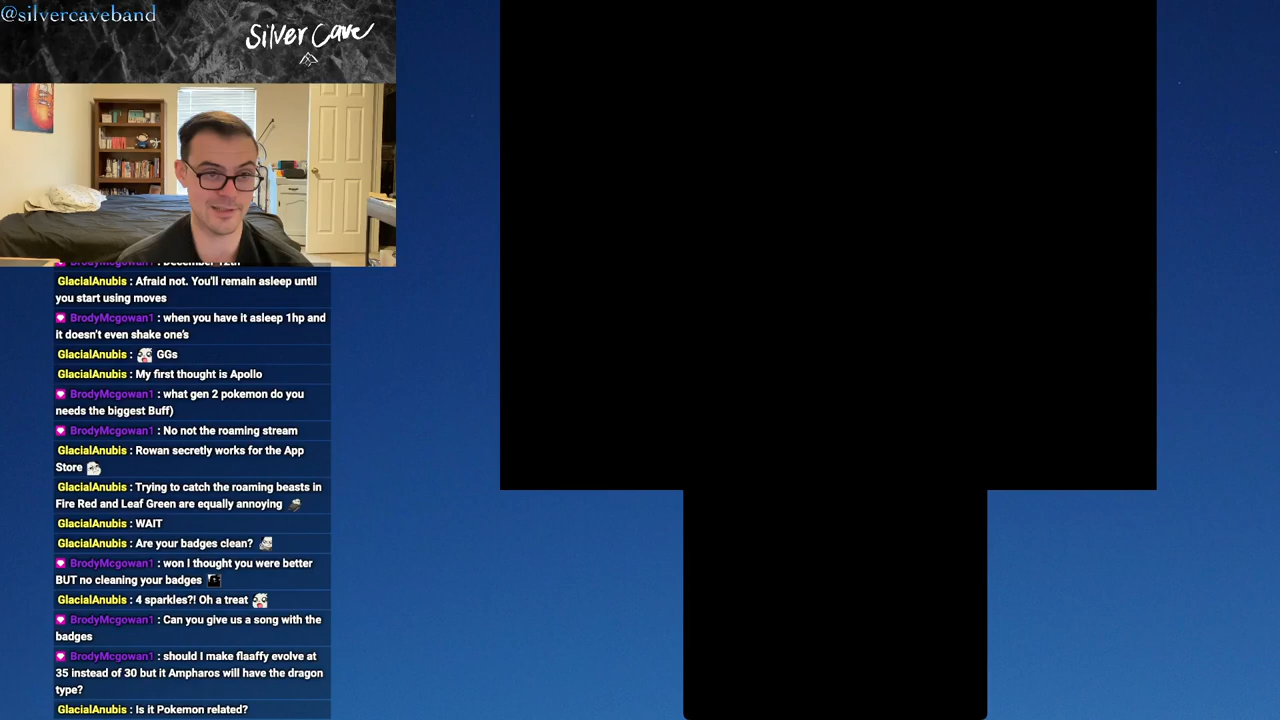 @silvercaveband
Silver Cave
BrodyMcgowan1 : December 12th
GlacialAnubis : Afraid not. You'll remain asleep until
you start using moves
BrodyMcgowan1 : when you have it asleep 1hp and
it doesn't even shake one's
GlacialAnubis : GGs
GlacialAnubis : My first thought is Apollo
BrodyMcgowan1 : what gen 2 pokemon do you
needs the biggest Buff)
BrodyMcgowan1 : No not the roaming stream
GlacialAnubis : Rowan secretly works for the App
Store
GlacialAnubis : Trying to catch the roaming beasts in
Fire Red and Leaf Green are equally annoying
GlacialAnubis : WAIT
GlacialAnubis : Are your badges clean?
BrodyMcgowan1 : won I thought you were better
BUT no cleaning your badges
GlacialAnubis : 4 sparkles?! Oh a treat
BrodyMcgowan1 : Can you give us a song with the
badges
BrodyMcgowan1 : should I make flaaffy evolve at
35 instead of 30 but it Ampharos will have the dragon
type?
GlacialAnubis : Is it Pokemon related?